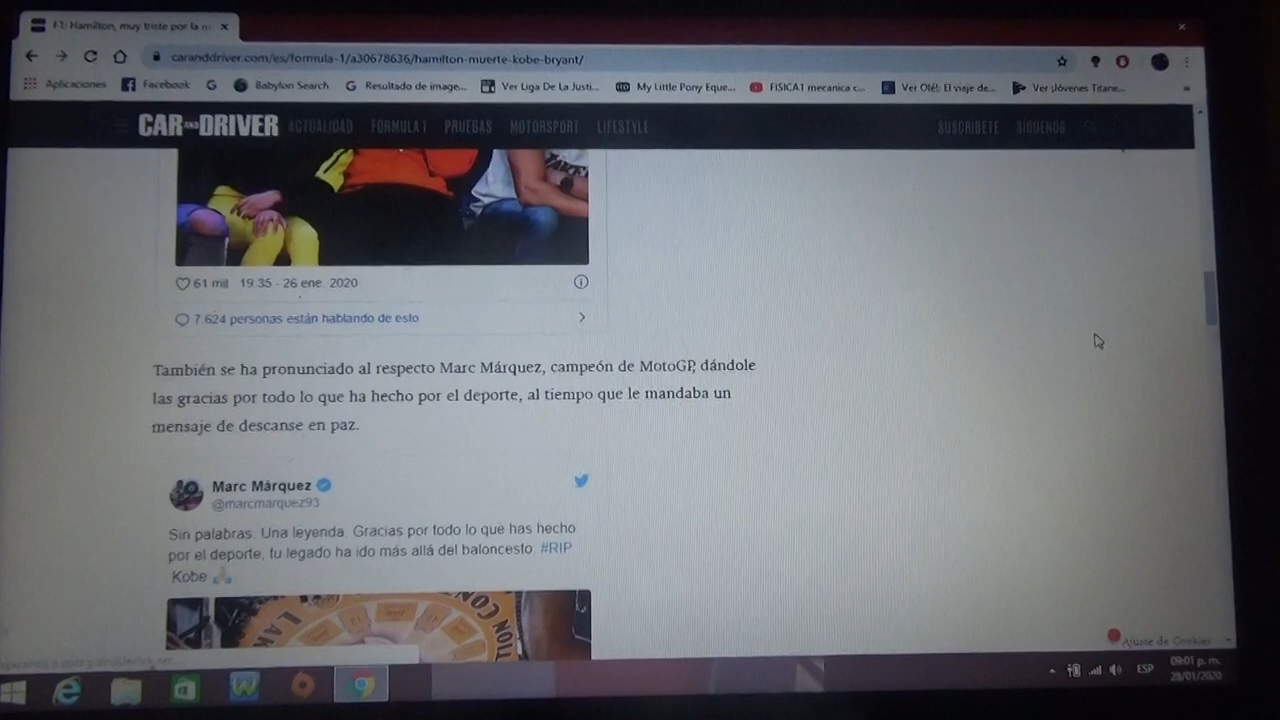 F1: Hamilton, muy triste por la m
caranddriver.com/es/formula-1/a30678636/hamilton-muerte-kobe-bryant/
Aplicaciones Facebook Babylon Search Resultado de image... Ver Liga De La Justi... My Little Pony Eque... FISICA1 mecanica c... Ver Olé!: El viaje de... Ver ¡Jóvenes Titane...
CAR AND DRIVER ACTUALIDAD FÓRMULA 1 PRUEBAS MOTORSPORT LIFESTYLE SUSCRÍBETE SÍGUENOS
61 mil 19:35 - 26 ene. 2020
7.624 personas están hablando de esto
También se ha pronunciado al respecto Marc Márquez, campeón de MotoGP, dándole
las gracias por todo lo que ha hecho por el deporte, al tiempo que le mandaba un
mensaje de descanse en paz.
Marc Márquez
@marcmarquez93
Sin palabras. Una leyenda. Gracias por todo lo que has hecho
por el deporte, tu legado ha ido más allá del baloncesto. #RIP
Kobe
Ajuste de Cookies
ESP 09:01 p. m.
28/01/2020